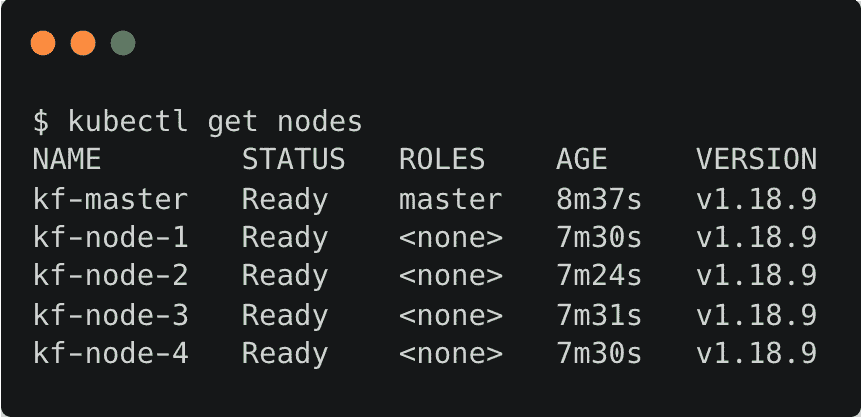 $ kubectl get nodes
NAME        STATUS   ROLES    AGE     VERSION
kf-master   Ready    master   8m37s   v1.18.9
kf-node-1   Ready    <none>   7m30s   v1.18.9
kf-node-2   Ready    <none>   7m24s   v1.18.9
kf-node-3   Ready    <none>   7m31s   v1.18.9
kf-node-4   Ready    <none>   7m30s   v1.18.9